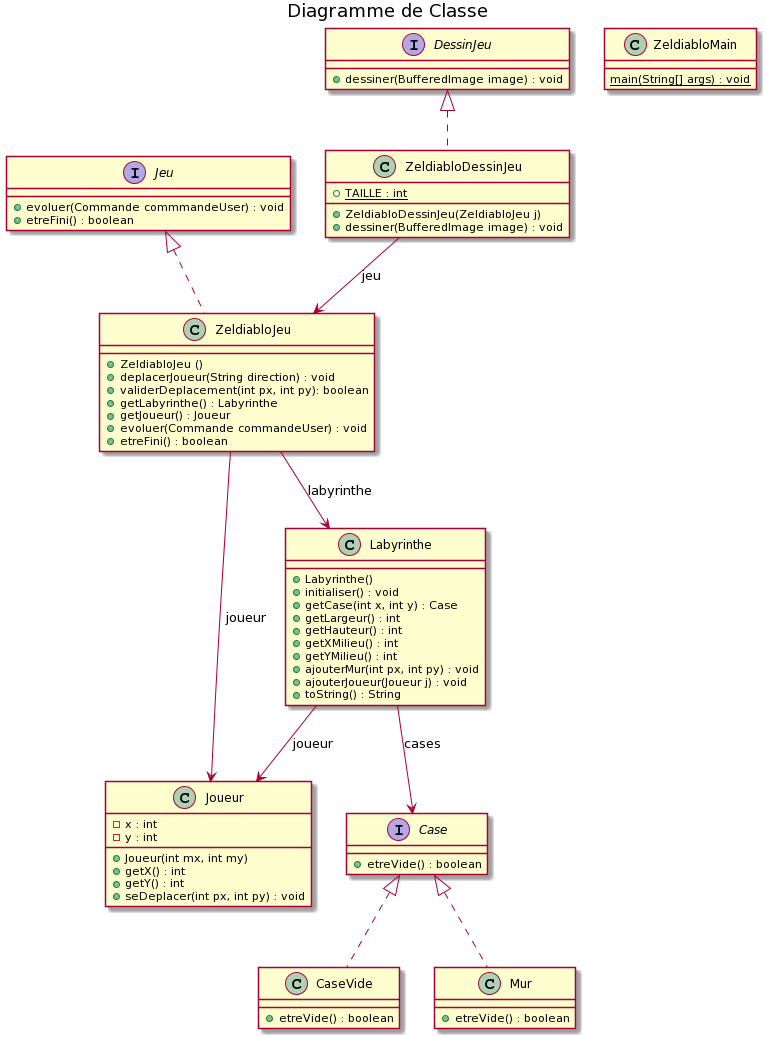 Diagramme de Classe
I DessinJeu
dessiner(BufferedImage image) : void
C ZeldiabloMain
main(String[] args) : void
I Jeu
evoluer(Commande commmandeUser) : void
etreFini() : boolean
C ZeldiabloDessinJeu
TAILLE : int
ZeldiabloDessinJeu(ZeldiabloJeu j)
dessiner(BufferedImage image) : void
jeu
C ZeldiabloJeu
ZeldiabloJeu ()
deplacerJoueur(String direction) : void
validerDeplacement(int px, int py): boolean
getLabyrinthe() : Labyrinthe
getJoueur() : Joueur
evoluer(Commande commandeUser) : void
etreFini() : boolean
labyrinthe
joueur
C Labyrinthe
Labyrinthe()
initialiser() : void
getCase(int x, int y) : Case
getLargeur() : int
getHauteur() : int
getXMilieu() : int
getYMilieu() : int
ajouterMur(int px, int py) : void
ajouterJoueur(Joueur j) : void
toString() : String
joueur
cases
C Joueur
x : int
y : int
Joueur(int mx, int my)
getX() : int
getY() : int
seDeplacer(int px, int py) : void
I Case
etreVide() : boolean
C CaseVide
etreVide() : boolean
C Mur
etreVide() : boolean